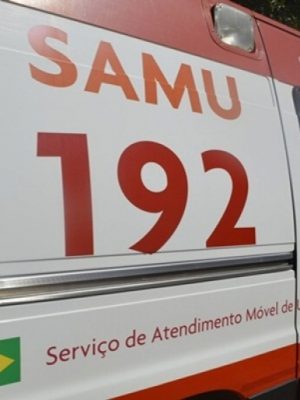 SAMU
192
Serviço de Atendimento Móvel de